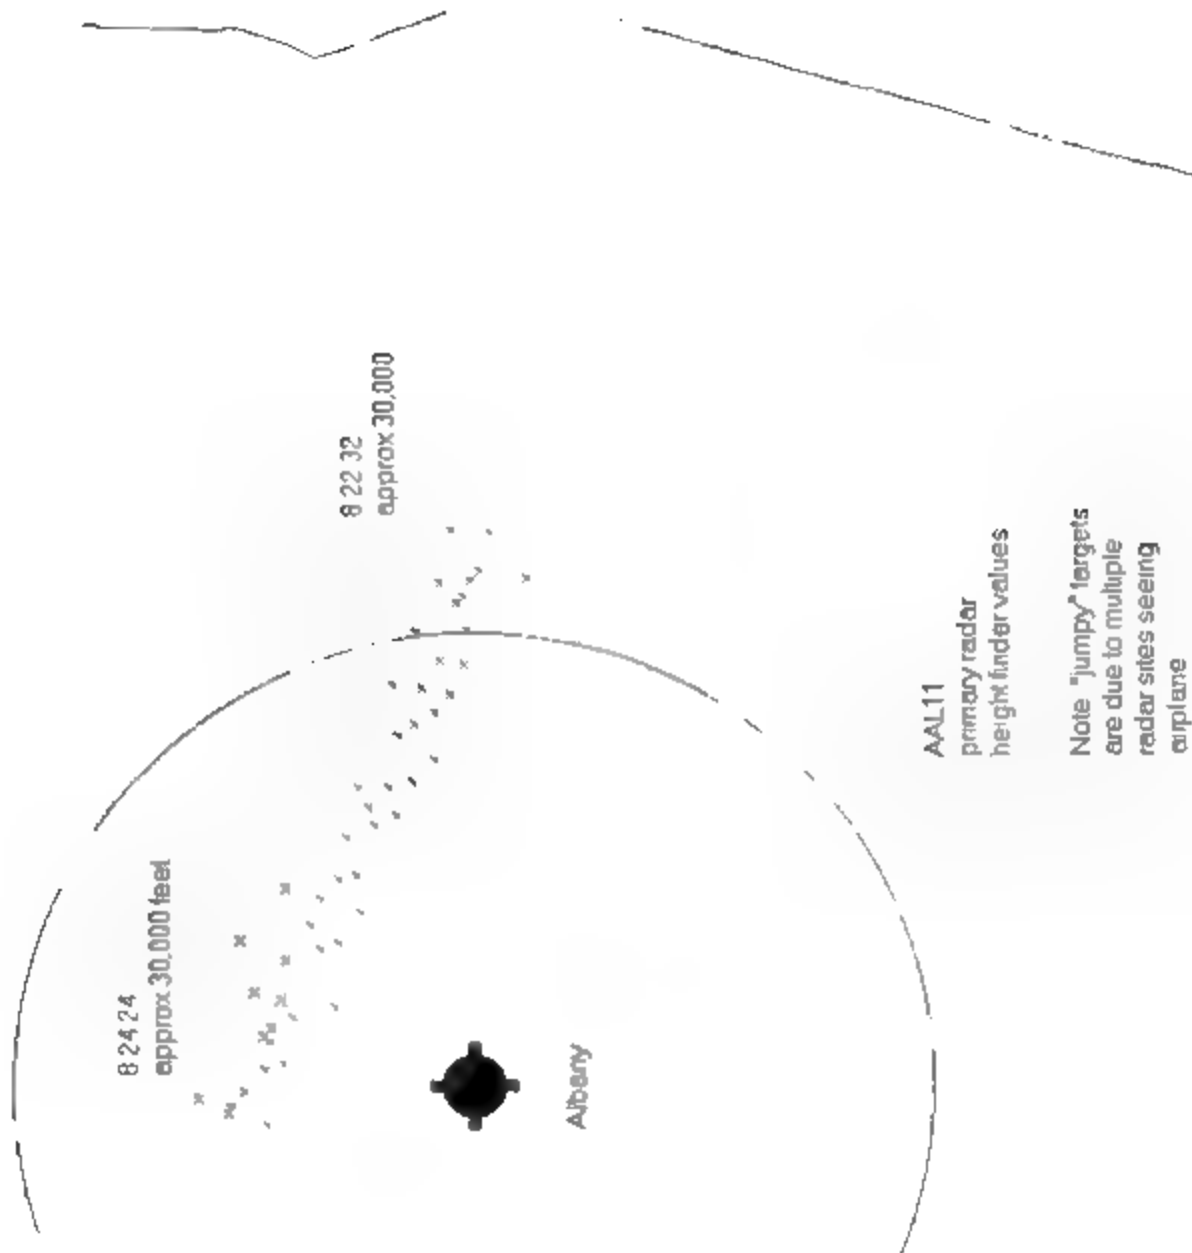 8 24 24
approx 30,000 feet
8 22 32
approx 30,000
Albany
AAL11
primary radar
height finder values
Note "jumpy" targets
are due to multiple
radar sites seeing
airplane